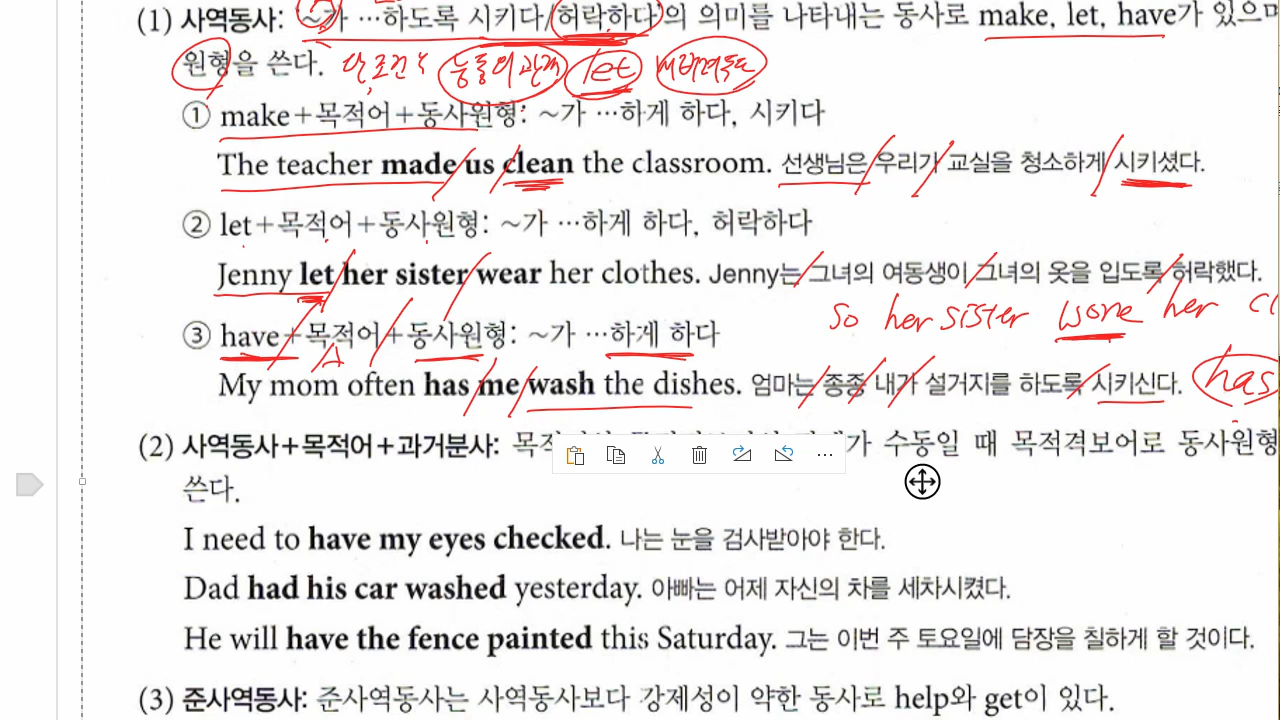 (1) 사역동사: ~가 …하도록 시키다/허락하다'의 의미를 나타내는 동사로 make, let, have가 있으며
원형을 쓴다. 능동의 관계 let
① make+목적어+동사원형: ~가 …하게 하다, 시키다
The teacher made us clean the classroom. 선생님은 우리가 교실을 청소하게 시키셨다.
② let+목적어+동사원형: ~가 …하게 하다, 허락하다
Jenny let her sister wear her clothes. Jenny는 그녀의 여동생이 그녀의 옷을 입도록 허락했다.
so her sister wore her cl
③ have+목적어+동사원형: ~가 …하게 하다
A
My mom often has me wash the dishes. 엄마는 종종 내가 설거지를 하도록 시키신다. has
(2) 사역동사+목적어+과거분사: 가 수동일 때 목적격보어로 동사원형
쓴다.
I need to have my eyes checked. 나는 눈을 검사받아야 한다.
Dad had his car washed yesterday. 아빠는 어제 자신의 차를 세차시켰다.
He will have the fence painted this Saturday. 그는 이번 주 토요일에 담장을 칠하게 할 것이다.
(3) 준사역동사: 준사역동사는 사역동사보다 강제성이 약한 동사로 help와 get이 있다.